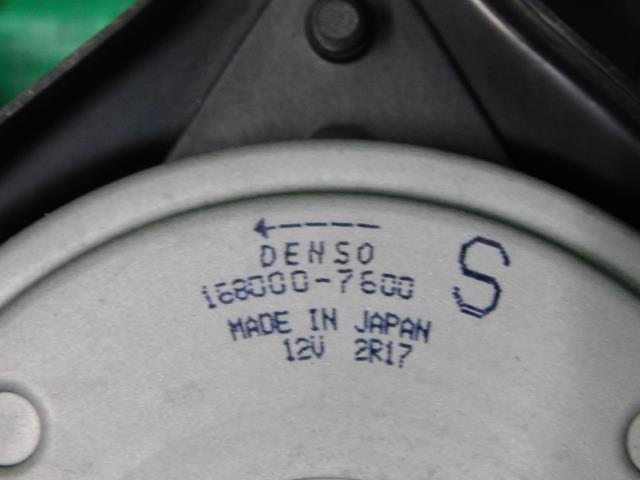 DENSO
168000-7600
S
MADE IN JAPAN
12V 2R17